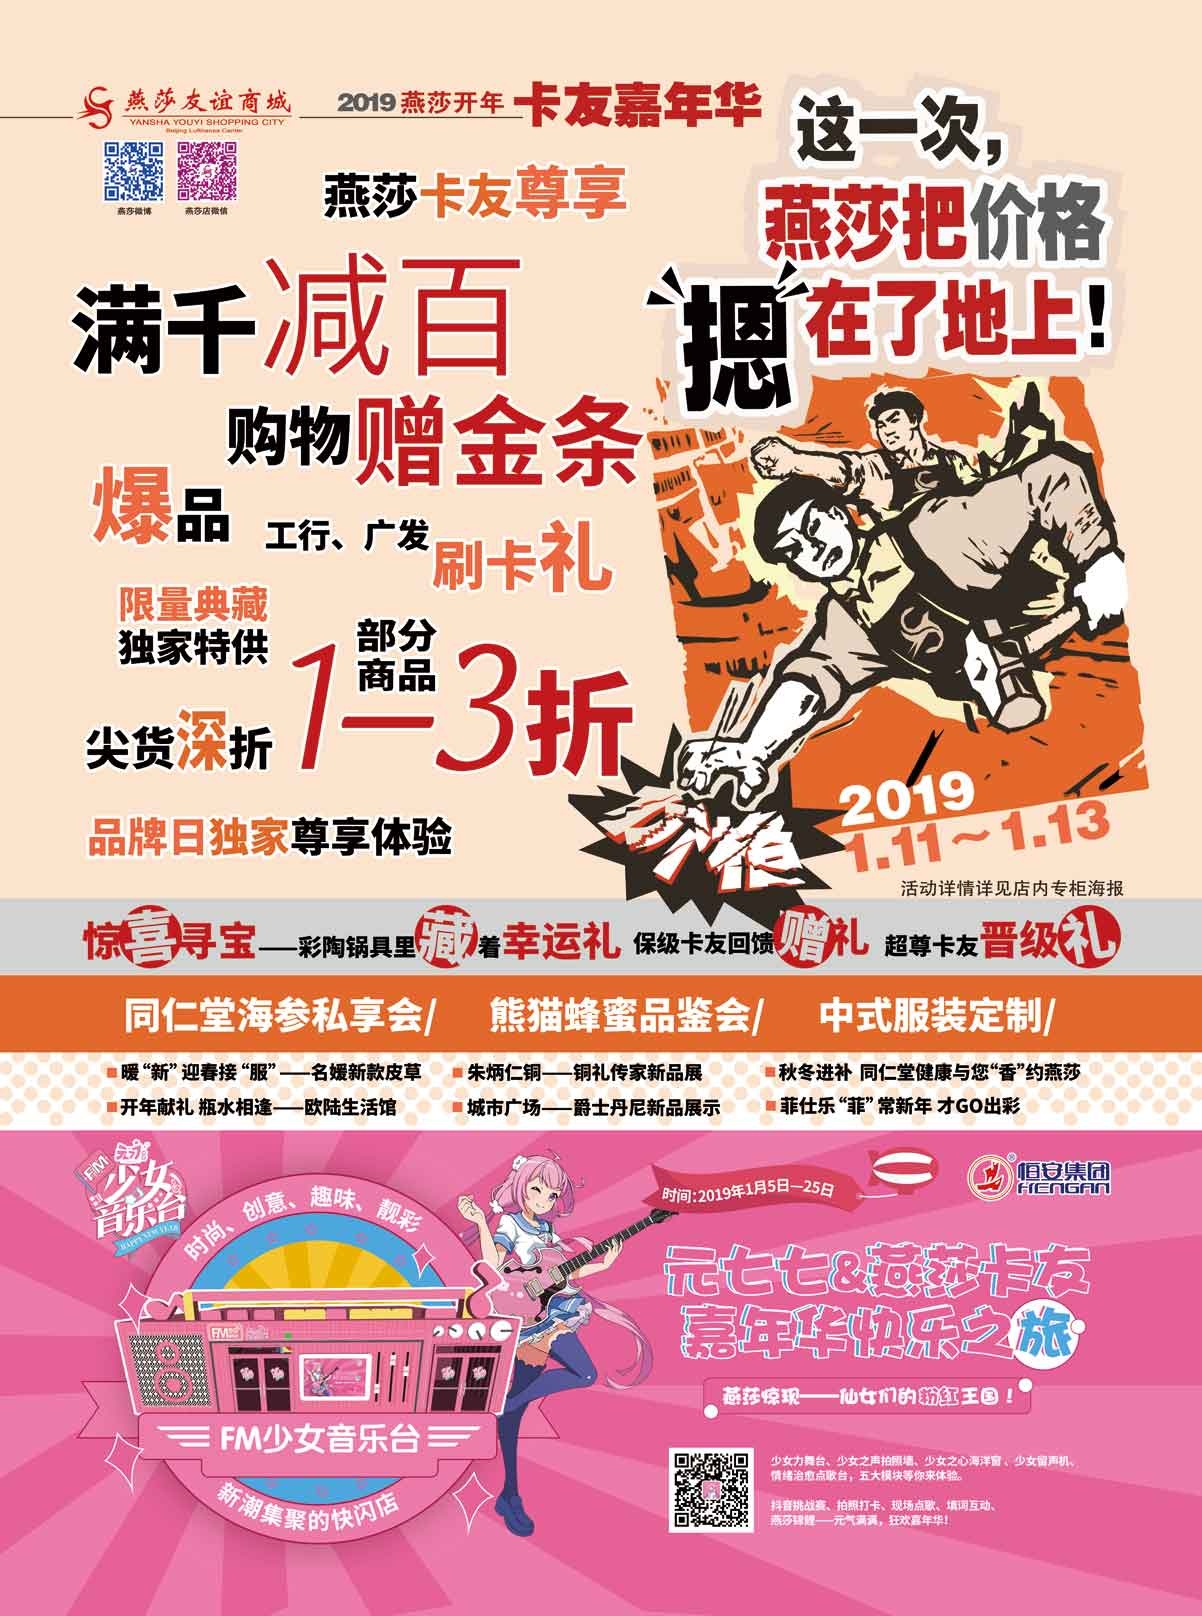 燕莎友谊商城
YANSHA YOUYI SHOPPING CITY
Beijing Lufthansa Center
燕莎微博
燕莎店微信
2019 燕莎开年 卡友嘉年华
这一次,
燕莎把价格
摁在了地上!
燕莎卡友尊享
满千减百
购物赠金条
爆品
工行、广发刷卡礼
限量典藏
独家特供
部分
商品
1—3折
尖货深折
品牌日独家尊享体验
价格
2019
1.11~1.13
活动详情详见店内专柜海报
惊喜寻宝——彩陶锅具里藏着幸运礼 保级卡友回馈赠礼 超尊卡友晋级礼
同仁堂海参私享会/ 熊猫蜂蜜品鉴会/ 中式服装定制/
暖“新”迎春接“服”——名媛新款皮草
朱炳仁铜——铜礼传家新品展
秋冬进补 同仁堂健康与您“香”约燕莎
开年献礼 瓶水相逢——欧陆生活馆
城市广场——爵士丹尼新品展示
菲仕乐“菲”常新年 才GO出彩
FM
少女
音乐台
HAPPY NEW YEAR
时尚、创意、趣味、靓彩
FM
FM少女音乐台
新潮集聚的快闪店
时间:2019年1月5日—25日
恒安集团
HENGAN
元七七&燕莎卡友
嘉年华快乐之旅
燕莎惊现——仙女们的粉红王国!
少女力舞台、少女之声拍照墙、少女之心海洋窗、少女留声机、
情绪治愈点歌台，五大模块等你来体验。
抖音挑战赛、拍照打卡、现场点歌、填词互动、
燕莎锦鲤——元气满满，狂欢嘉年华!